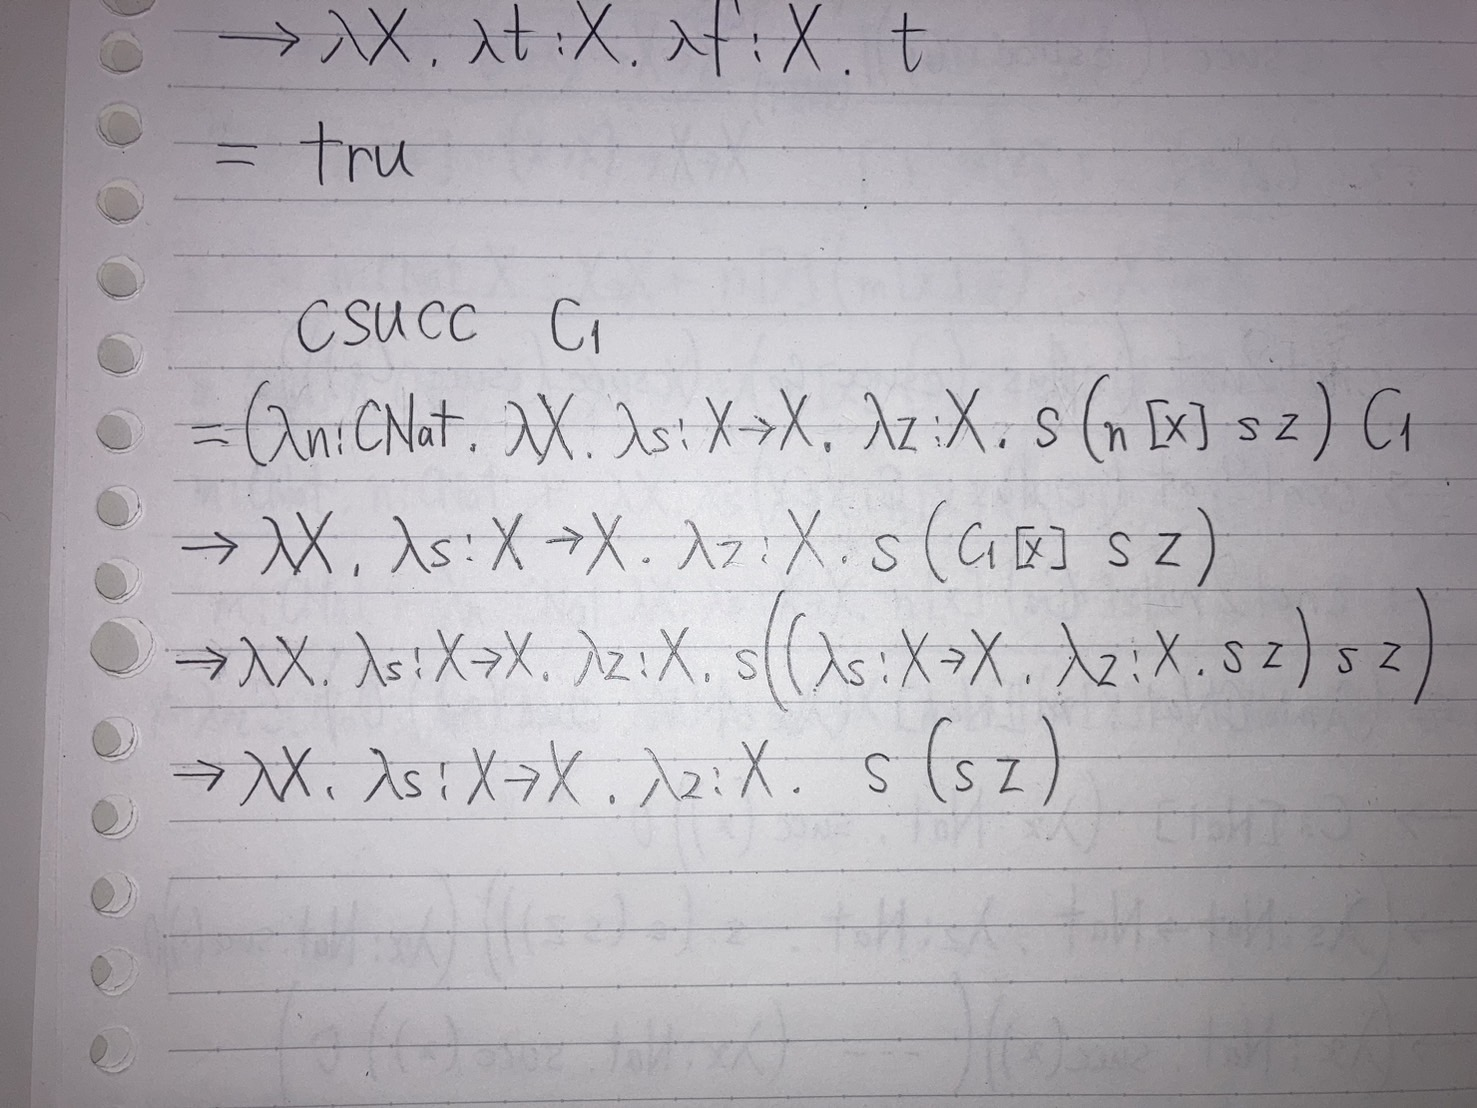 → λX. λt:X. λf:X. t
= tru
csucc C₁
= (λn:CNat. λX. λs:X→X. λz:X. s (n [X] s z) C₁
→ λX. λs:X→X. λz:X. s (C₁ [X] s z)
→ λX. λs:X→X. λz:X. s((λs:X→X. λz:X. s z) s z)
→ λX. λs:X→X. λz:X. s (s z)